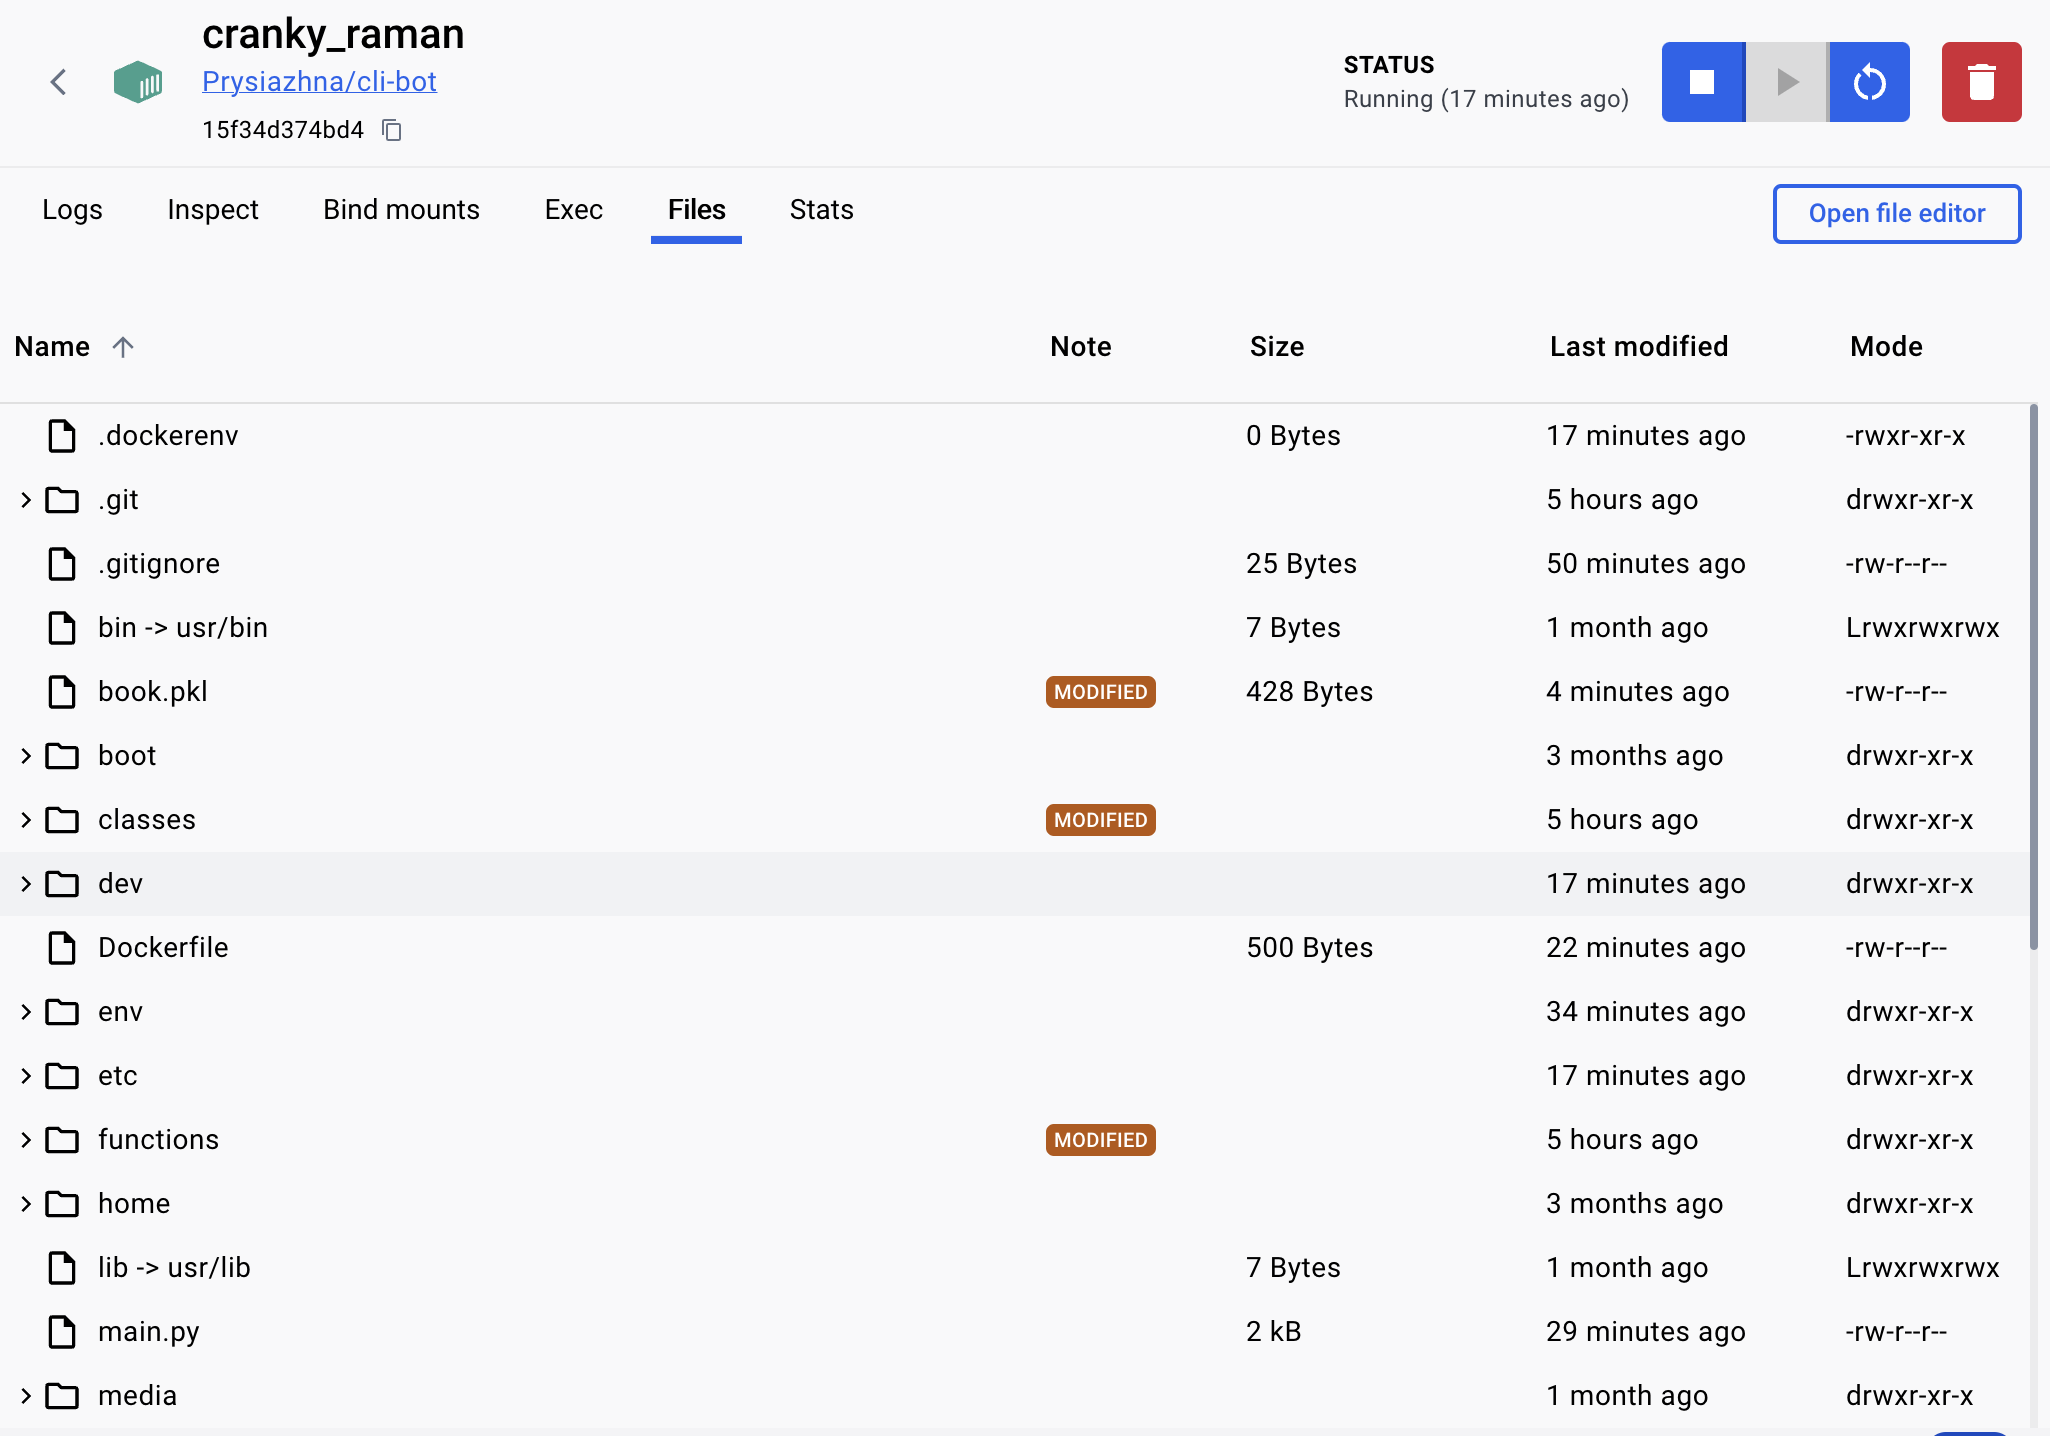 cranky_raman
Prysiazhna/cli-bot
15f34d374bd4
STATUS
Running (17 minutes ago)
Logs Inspect Bind mounts Exec Files Stats Open file editor
Name Note Size Last modified Mode
.dockerenv 0 Bytes 17 minutes ago -rwxr-xr-x
.git 5 hours ago drwxr-xr-x
.gitignore 25 Bytes 50 minutes ago -rw-r--r--
bin -> usr/bin 7 Bytes 1 month ago Lrwxrwxrwx
book.pkl MODIFIED 428 Bytes 4 minutes ago -rw-r--r--
boot 3 months ago drwxr-xr-x
classes MODIFIED 5 hours ago drwxr-xr-x
dev 17 minutes ago drwxr-xr-x
Dockerfile 500 Bytes 22 minutes ago -rw-r--r--
env 34 minutes ago drwxr-xr-x
etc 17 minutes ago drwxr-xr-x
functions MODIFIED 5 hours ago drwxr-xr-x
home 3 months ago drwxr-xr-x
lib -> usr/lib 7 Bytes 1 month ago Lrwxrwxrwx
main.py 2 kB 29 minutes ago -rw-r--r--
media 1 month ago drwxr-xr-x